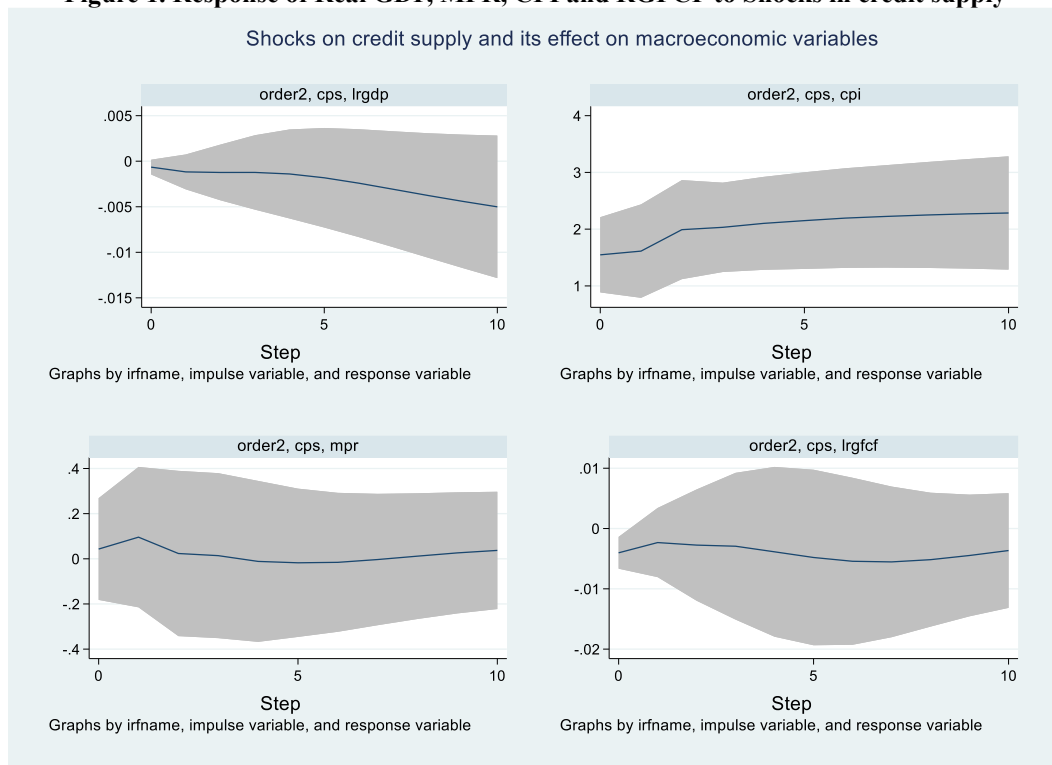 Figure 1. Response of Real GDP, MPR, CPI and RGFCF to Shocks in credit supply
Shocks on credit supply and its effect on macroeconomic variables
order2, cps, lrgdp
.005
0
-.005
-.01
-.015
0 5 10
Step
Graphs by irfname, impulse variable, and response variable
order2, cps, cpi
4
3
2
1
0 5 10
Step
Graphs by irfname, impulse variable, and response variable
order2, cps, mpr
.4
.2
0
-.2
-.4
0 5 10
Step
Graphs by irfname, impulse variable, and response variable
order2, cps, lrgfcf
.01
0
-.01
-.02
0 5 10
Step
Graphs by irfname, impulse variable, and response variable